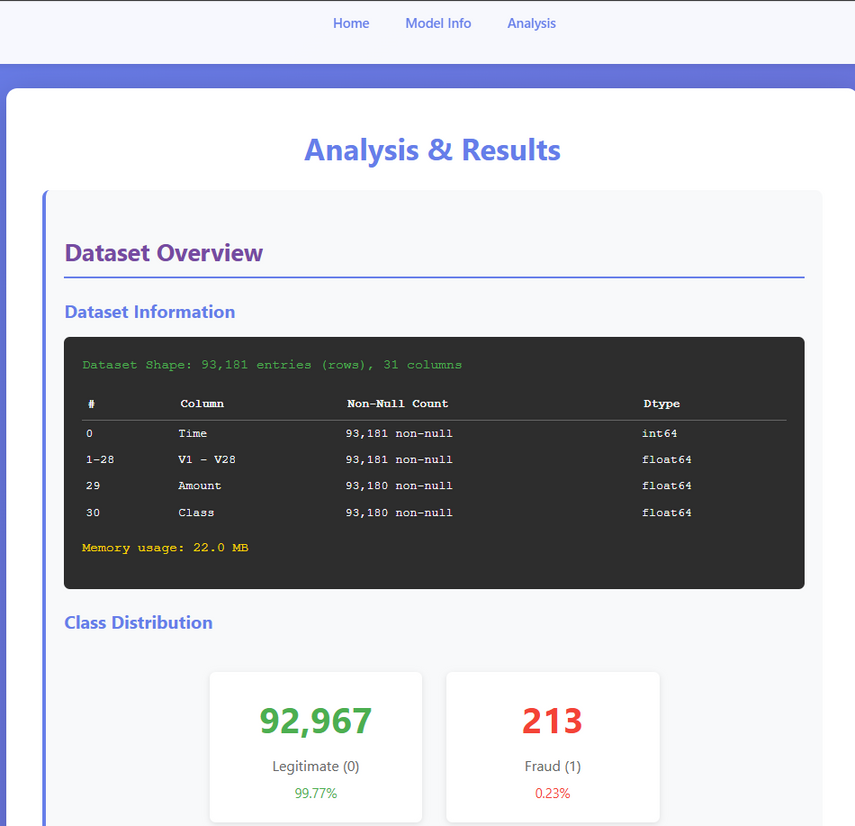 Home Model Info Analysis
Analysis & Results
Dataset Overview
Dataset Information
Dataset Shape: 93,181 entries (rows), 31 columns
# Column Non-Null Count Dtype
0 Time 93,181 non-null int64
1-28 V1 - V28 93,181 non-null float64
29 Amount 93,180 non-null float64
30 Class 93,180 non-null float64
Memory usage: 22.0 MB
Class Distribution
92,967 213
Legitimate (0) Fraud (1)
99.77% 0.23%